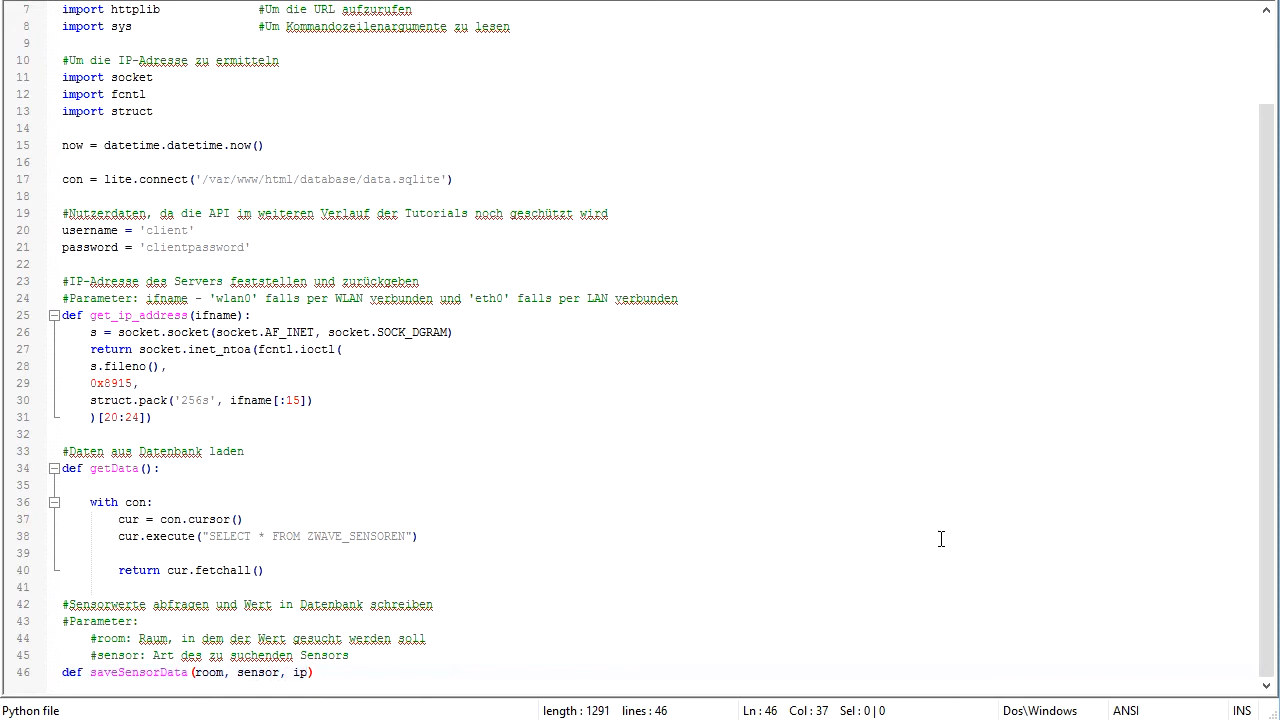 7 import httplib #Um die URL aufzurufen
8 import sys #Um Kommandozeilenargumente zu lesen
9
10 #Um die IP-Adresse zu ermitteln
11 import socket
12 import fcntl
13 import struct
14
15 now = datetime.datetime.now()
16
17 con = lite.connect('/var/www/html/database/data.sqlite')
18
19 #Nutzerdaten, da die API im weiteren Verlauf der Tutorials noch geschützt wird
20 username = 'client'
21 password = 'clientpassword'
22
23 #IP-Adresse des Servers feststellen und zurückgeben
24 #Parameter: ifname - 'wlan0' falls per WLAN verbunden und 'eth0' falls per LAN verbunden
25 def get_ip_address(ifname):
26 s = socket.socket(socket.AF_INET, socket.SOCK_DGRAM)
27 return socket.inet_ntoa(fcntl.ioctl(
28 s.fileno(),
29 0x8915,
30 struct.pack('256s', ifname[:15])
31 )[20:24])
32
33 #Daten aus Datenbank laden
34 def getData():
35
36 with con:
37 cur = con.cursor()
38 cur.execute("SELECT * FROM ZWAVE_SENSOREN")
39
40 return cur.fetchall()
41
42 #Sensorwerte abfragen und Wert in Datenbank schreiben
43 #Parameter:
44 #room: Raum, in dem der Wert gesucht werden soll
45 #sensor: Art des zu suchenden Sensors
46 def saveSensorData(room, sensor, ip)
Python file length : 1291 lines : 46 Ln : 46 Col : 37 Sel : 0 | 0 Dos\Windows ANSI INS